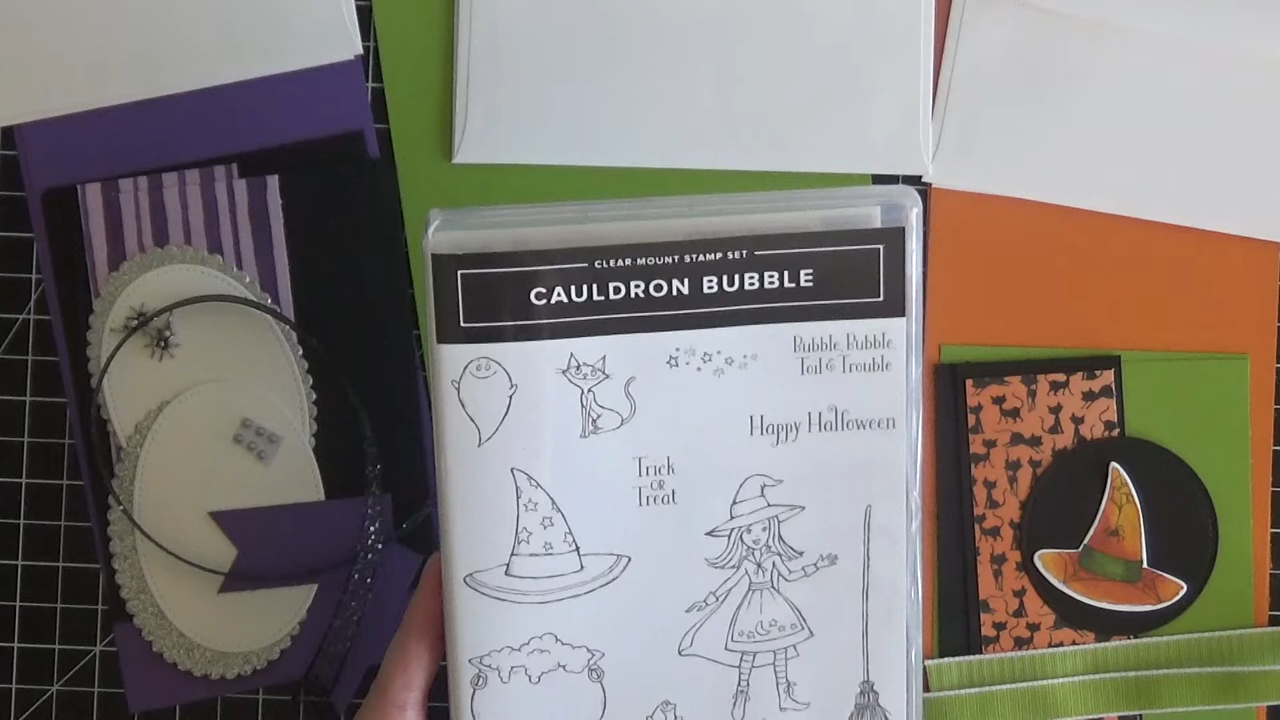 CLEAR-MOUNT STAMP SET
CAULDRON BUBBLE
Bubble, Bubble,
Toil & Trouble
Happy Halloween
Trick
OR
Treat